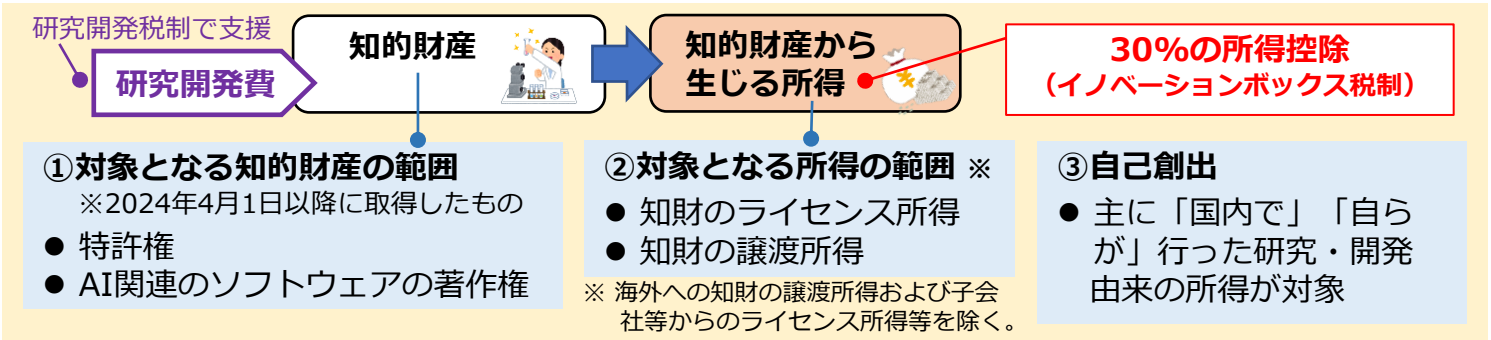 研究開発税制で支援
研究開発費
知的財産
知的財産から
生じる所得
¥
30%の所得控除
(イノベーションボックス税制)
①対象となる知的財産の範囲
※2024年4月1日以降に取得したもの
● 特許権
● AI関連のソフトウェアの著作権
②対象となる所得の範囲 ※
● 知財のライセンス所得
● 知財の譲渡所得
※ 海外への知財の譲渡所得および子会
社等からのライセンス所得等を除く。
③自己創出
● 主に「国内で」「自ら
が」行った研究・開発
由来の所得が対象